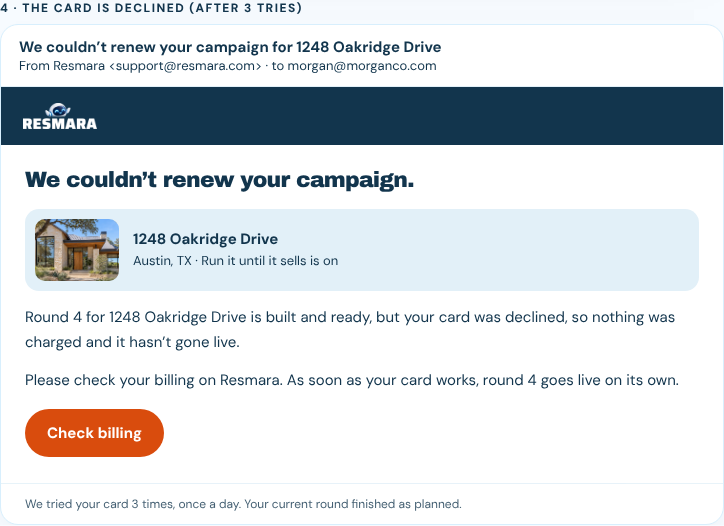 4 · THE CARD IS DECLINED (AFTER 3 TRIES)
We couldn’t renew your campaign for 1248 Oakridge Drive
From Resmara <support@resmara.com> · to morgan@morganco.com
RESMARA
We couldn’t renew your campaign.
1248 Oakridge Drive
Austin, TX · Run it until it sells is on
Round 4 for 1248 Oakridge Drive is built and ready, but your card was declined, so nothing was
charged and it hasn’t gone live.
Please check your billing on Resmara. As soon as your card works, round 4 goes live on its own.
Check billing
We tried your card 3 times, once a day. Your current round finished as planned.